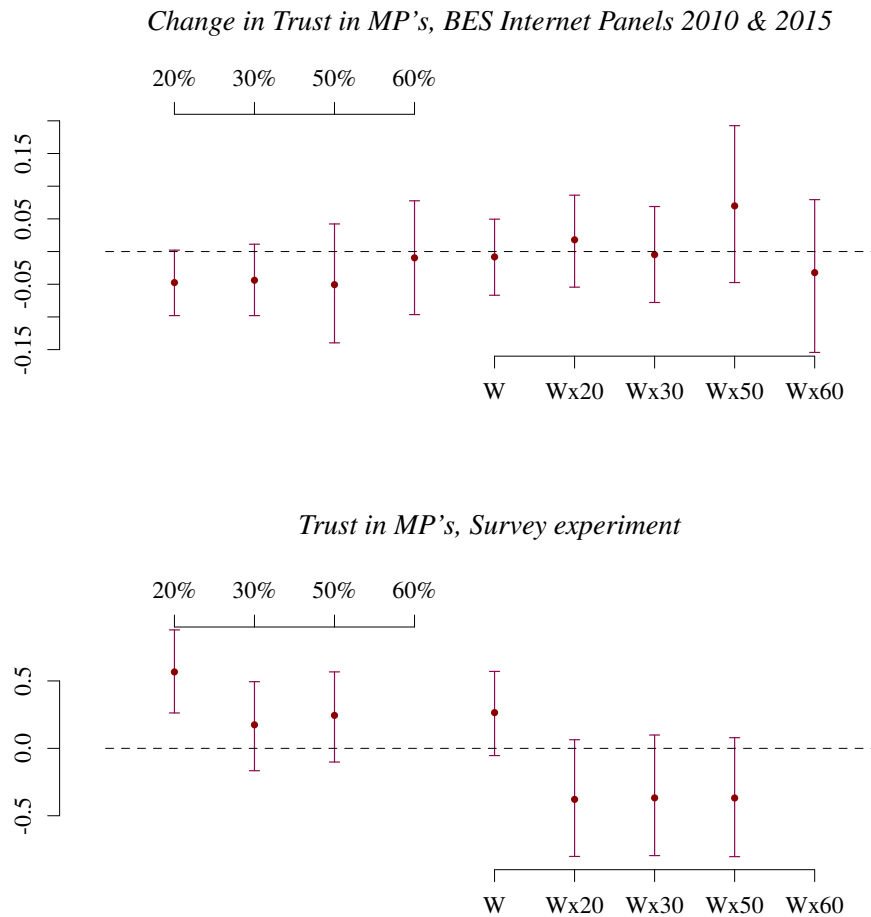 Change in Trust in MP's, BES Internet Panels 2010 & 2015
20% 30% 50% 60%
0.15
0.05
-0.05
-0.15
W Wx20 Wx30 Wx50 Wx60
Trust in MP's, Survey experiment
20% 30% 50% 60%
0.5
0.0
-0.5
W Wx20 Wx30 Wx50 Wx60